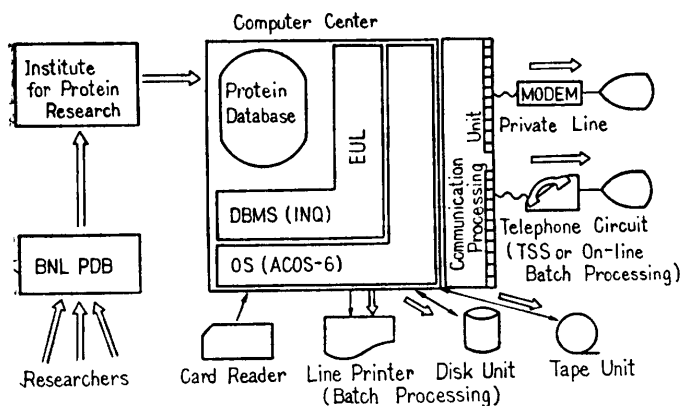 Computer Center
Institute
for Protein
Research
Protein
Database
EUL
DBMS (INQ)
OS (ACOS-6)
Communication
Processing
Unit
MODEM
Private Line
Telephone Circuit
(TSS or On-line
Batch Processing)
BNL PDB
Researchers
Card Reader
Line Printer
(Batch Processing)
Disk Unit
Tape Unit